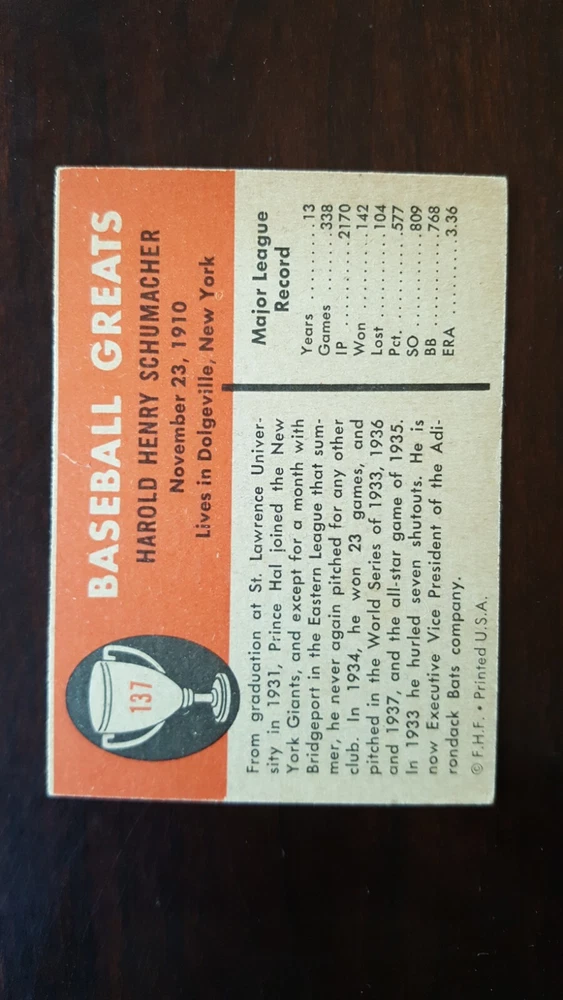 BASEBALL GREATS
HAROLD HENRY SCHUMACHER
November 23, 1910
Lives in Dolgeville, New York
137
From graduation at St. Lawrence Univer-
sity in 1931, Prince Hal joined the New
York Giants, and except for a month with
Bridgeport in the Eastern League that sum-
mer, he never again pitched for any other
club. In 1934, he won 23 games, and
pitched in the World Series of 1933, 1936
and 1937, and the all-star game of 1935.
In 1933 he hurled seven shutouts. He is
now Executive Vice President of the Adi-
rondack Bats company.
© F.H.F. • Printed U.S.A.
Major League
Record
Years ..........13
Games ........338
IP ..........2170
Won ........142
Lost ..........104
Pct. ..........577
SO ..........809
BB ..........768
ERA ........3.36